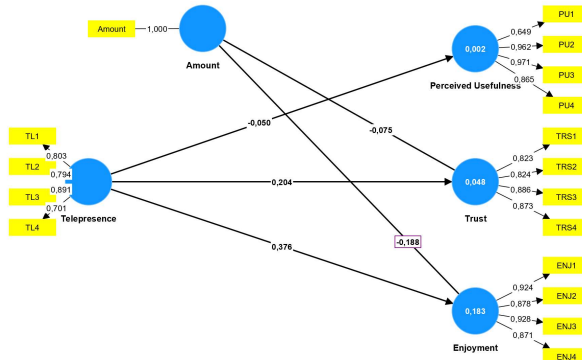 Amount
1,000
Amount
PU1
0,649
PU2
0,962
0,002
PU3
0,971
Perceived Usefulness
0,865
PU4
-0,050
-0,075
TL1
0,803
TL2
0,794
TL3
0,891
TL4
0,701
Telepresence
0,204
TRS1
0,823
TRS2
0,824
0,048
TRS3
0,886
Trust
0,873
TRS4
0,376
-0,188
ENJ1
0,924
ENJ2
0,878
0,183
ENJ3
0,928
Enjoyment
0,871
ENJ4